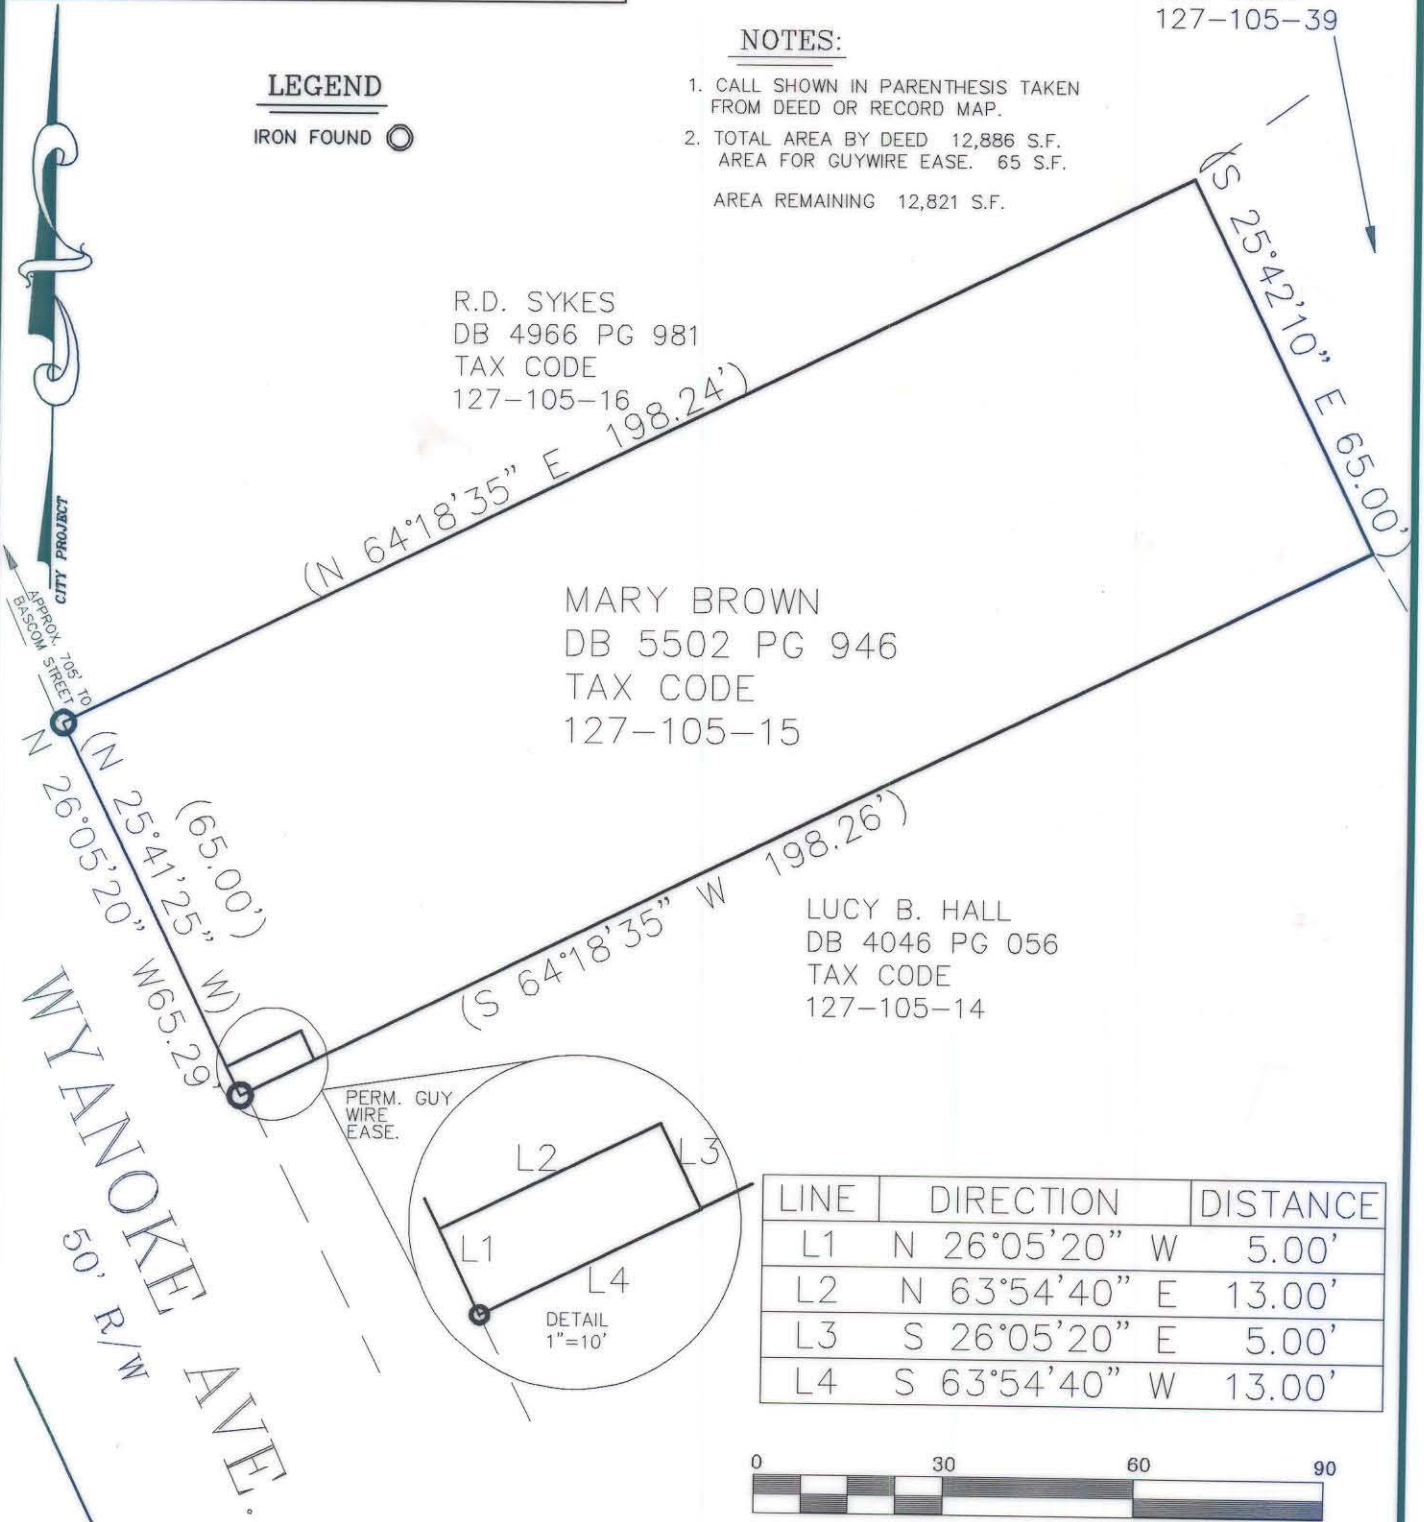 127-105-39
NOTES:
LEGEND
IRON FOUND
1. CALL SHOWN IN PARENTHESIS TAKEN
FROM DEED OR RECORD MAP.
2. TOTAL AREA BY DEED 12,886 S.F.
AREA FOR GUYWIRE EASE. 65 S.F.
AREA REMAINING 12,821 S.F.
(S 25°42'10" E 65.00')
R.D. SYKES
DB 4966 PG 981
TAX CODE
127-105-16
(N 64°18'35" E 198.24')
CITY PROJECT
APPROX. 705' TO
BASCOM STREET
MARY BROWN
DB 5502 PG 946
TAX CODE
127-105-15
N 26°05'20" W65.29'
(N 25°41'25" W)
(65.00')
(S 64°18'35" W 198.26')
LUCY B. HALL
DB 4046 PG 056
TAX CODE
127-105-14
WYANOKE AVE.
50' R/W
PERM. GUY
WIRE
EASE.
L2
L3
L1
L4
DETAIL
1"=10'
LINE DIRECTION DISTANCE
L1 N 26°05'20" W 5.00'
L2 N 63°54'40" E 13.00'
L3 S 26°05'20" E 5.00'
L4 S 63°54'40" W 13.00'
0 30 60 90